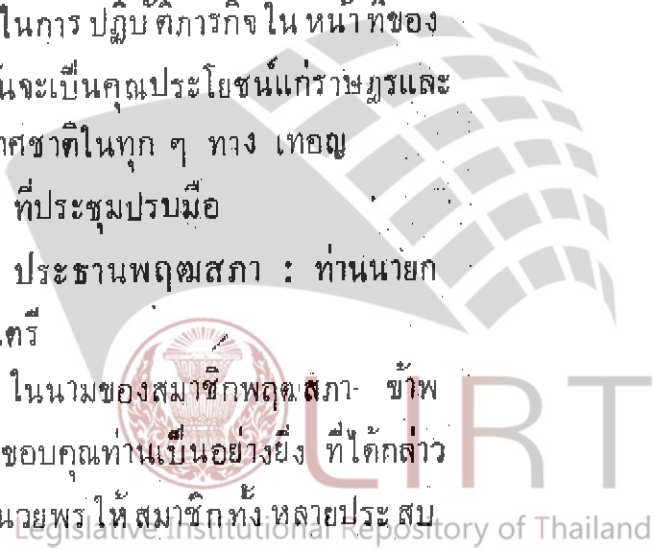 ในการปฏิบัติภารกิจในหน้าที่ของ
นจะเป็นคุณประโยชน์แก่ราษฎรและ
ศชาติในทุก ๆ ทาง เทอญ
ที่ประชุมปรบมือ
ประธานพฤฒสภา : ท่านนายก
นตรี
ในนามของสมาชิกพฤฒสภา ข้าพ
ขอบคุณท่านเป็นอย่างยิ่ง ที่ได้กล่าว
นวยพรให้สมาชิกทั้งหลายประสบ
LIRT
Legislative Institutional Repository of Thailand